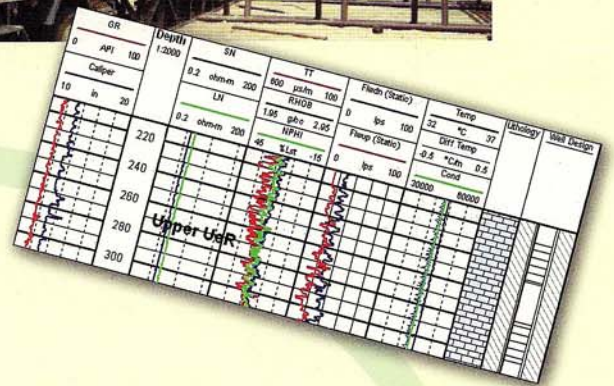 GR
0 API 100
Caliper
10 in 20
Depth
1:2000
SN
0.2 ohm-m 200
LN
0.2 ohm-m 200
TT
600 µs/m 100
RHOB
1.95 g/cc 2.95
NPHI
45 %Lst -15
Fluup (Static)
0 lps 100
0 lps 100
Temp
32 °C 37
Diff Temp
-0.5 °C/m 0.5
Cond
30000 60000
Lithology
Well Design
220
240
260
280
300
Upper UeR